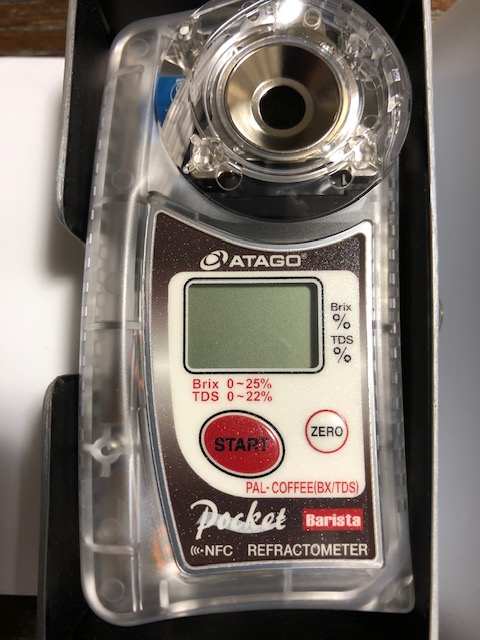 ATAGO®
Brix
%
TDS
%
Brix 0~25%
TDS 0~22%
START
ZERO
PAL-COFFEE(BX/TDS)
Pocket Barista
NFC REFRACTOMETER